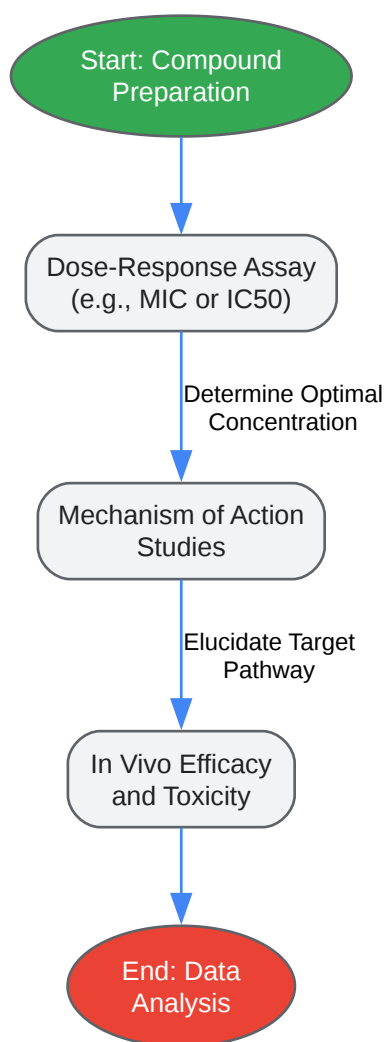 Start: Compound
Preparation
Dose-Response Assay
(e.g., MIC or IC50)
Determine Optimal
Concentration
Mechanism of Action
Studies
Elucidate Target
Pathway
In Vivo Efficacy
and Toxicity
End: Data
Analysis